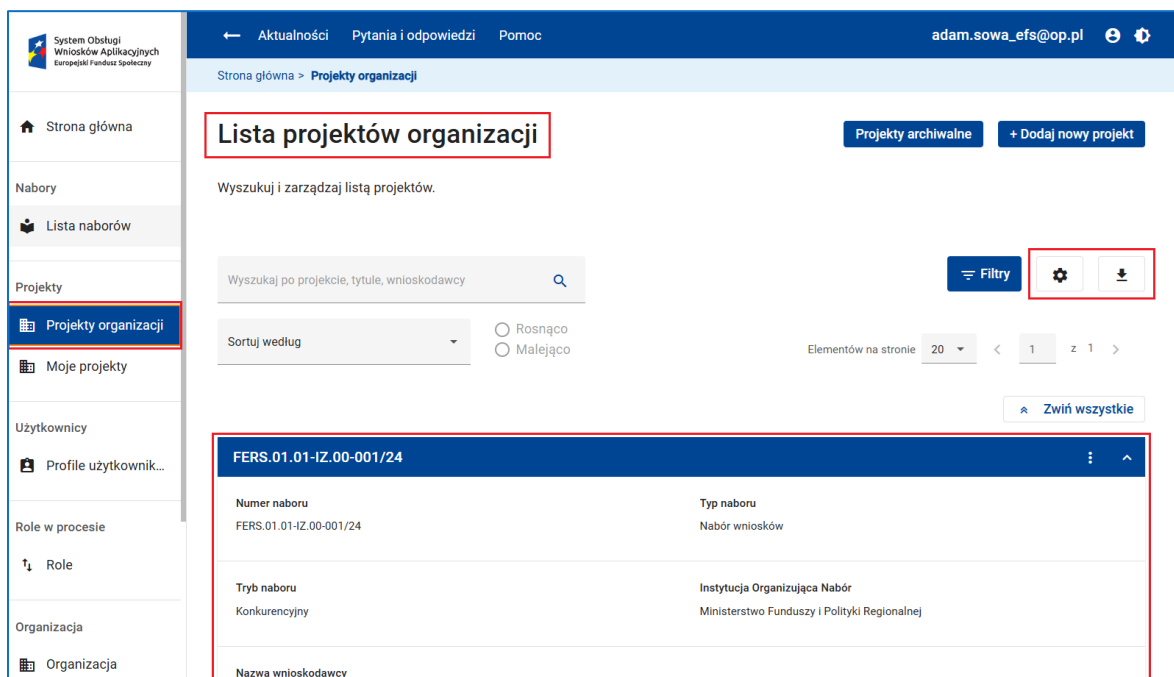 System Obsługi
Wniosków Aplikacyjnych
Europejski Fundusz Społeczny
Aktualności Pytania i odpowiedzi Pomoc adam.sowa_efs@op.pl
Strona główna > Projekty organizacji
Strona główna
Nabory
Lista naborów
Projekty
Projekty organizacji
Moje projekty
Użytkownicy
Profile użytkownik...
Role w procesie
Role
Organizacja
Organizacja
Lista projektów organizacji
Projekty archiwalne + Dodaj nowy projekt
Wyszukuj i zarządzaj listą projektów.
Wyszukaj po projekcie, tytule, wnioskodawcy
Filtry
Sortuj według
Rosnąco
Malejąco
Elementów na stronie 20 < 1 z 1 >
Zwiń wszystkie
FERS.01.01-IZ.00-001/24
Numer naboru Typ naboru
FERS.01.01-IZ.00-001/24 Nabór wniosków
Tryb naboru Instytucja Organizująca Nabór
Konkurencyjny Ministerstwo Funduszy i Polityki Regionalnej
Nazwa wnioskodawcy